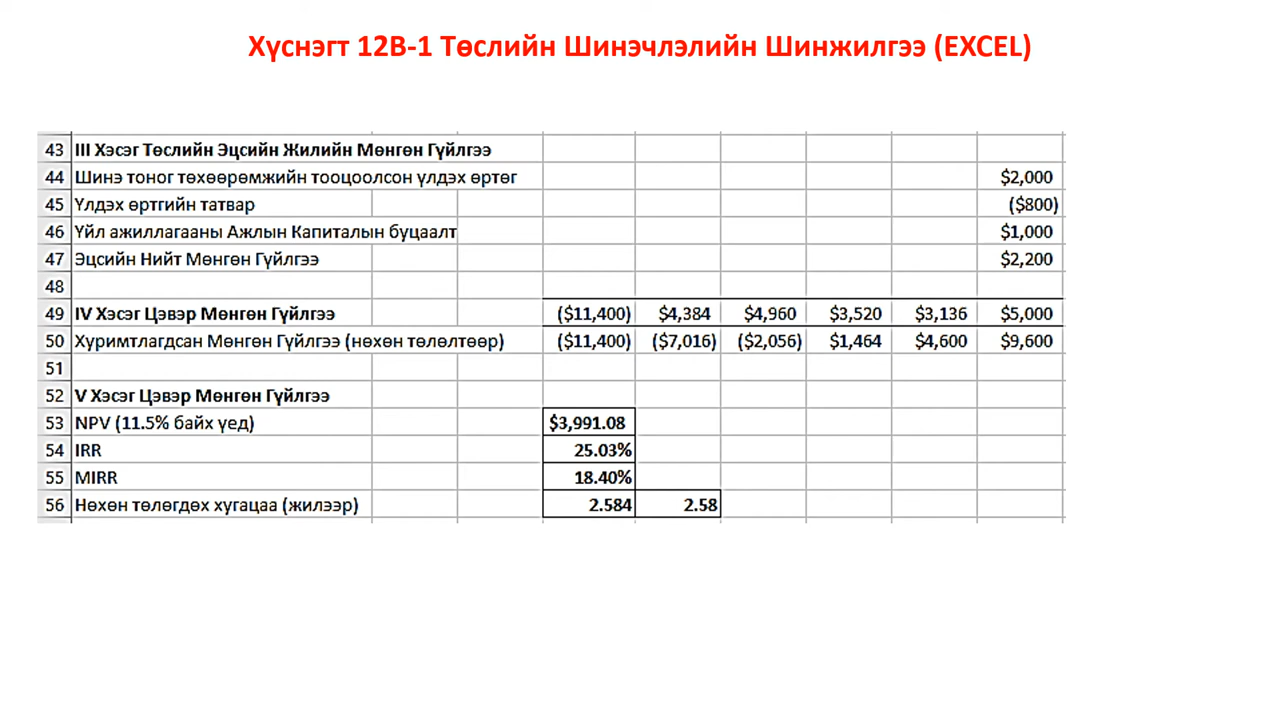 Хүснэгт 12B-1 Төслийн Шинэчлэлийн Шинжилгээ (EXCEL)
43 III Хэсэг Төслийн Эцсийн Жилийн Мөнгөн Гүйлгээ
44 Шинэ тоног төхөөрөмжийн тооцоолсон үлдэх өртөг $2,000
45 Үлдэх өртгийн татвар ($800)
46 Үйл ажиллагааны Ажлын Капиталын буцаалт $1,000
47 Эцсийн Нийт Мөнгөн Гүйлгээ $2,200
48
49 IV Хэсэг Цэвэр Мөнгөн Гүйлгээ ($11,400) $4,384 $4,960 $3,520 $3,136 $5,000
50 Хуримтлагдсан Мөнгөн Гүйлгээ (нөхөн төлөлтөөр) ($11,400) ($7,016) ($2,056) $1,464 $4,600 $9,600
51
52 V Хэсэг Цэвэр Мөнгөн Гүйлгээ
53 NPV (11.5% байх үед) $3,991.08
54 IRR 25.03%
55 MIRR 18.40%
56 Нөхөн төлөгдөх хугацаа (жилээр) 2.584 2.58